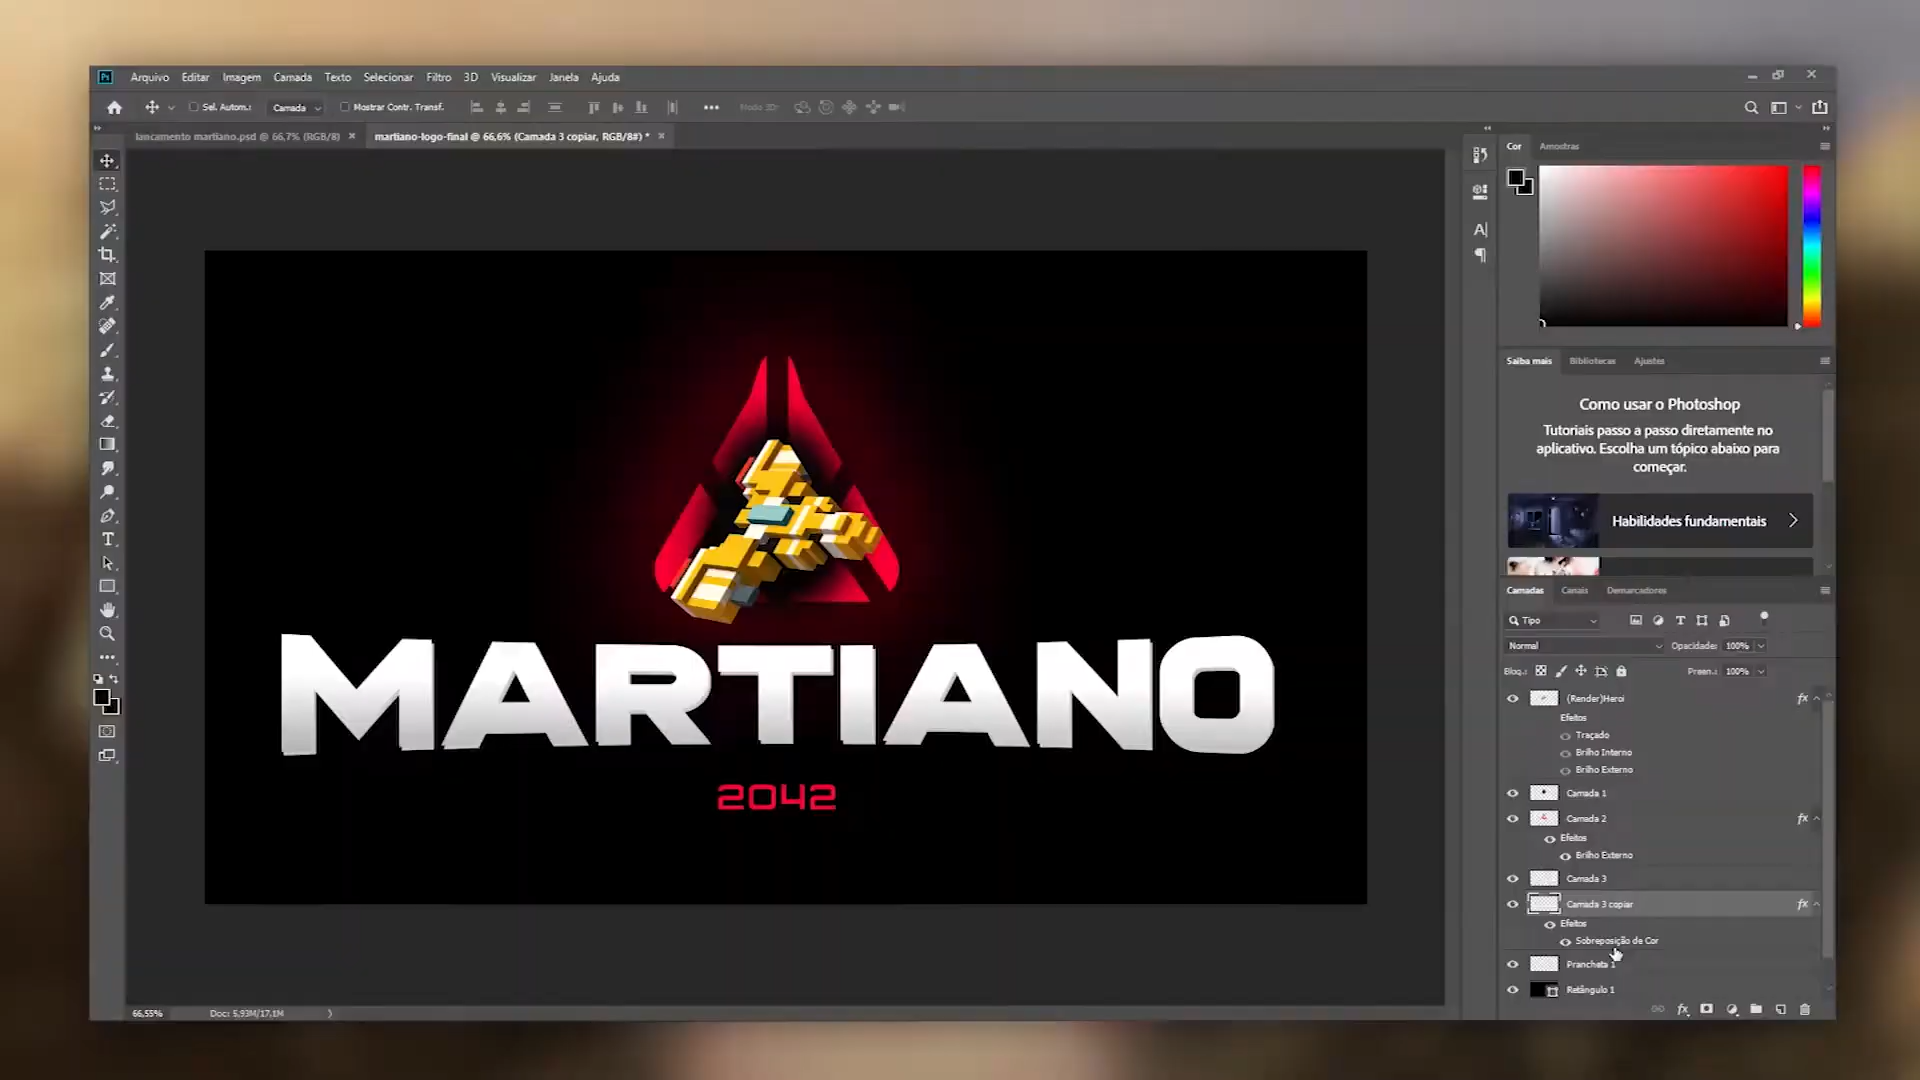 Ps Arquivo Editar Imagem Camada Texto Selecionar Filtro 3D Visualizar Janela Ajuda
Sel. Autom.: Camada Mostrar Contr. Transf. Modo 3D:
lancamento martiano.psd @ 66,7% (RGB/8) martiano-logo-final @ 66,6% (Camada 3 copiar, RGB/8#) *
Cor Amostras
Saiba mais Bibliotecas Ajustes
Como usar o Photoshop
Tutoriais passo a passo diretamente no
aplicativo. Escolha um tópico abaixo para
começar.
Habilidades fundamentais
MARTIANO
2042
Camadas Canais Demarcadores
Tipo
Normal Opacidade: 100%
Bloq.: Preen.: 100%
(Render)Heroi fx
Efeitos
Traçado
Brilho Interno
Brilho Externo
Camada 1
Camada 2 fx
Efeitos
Brilho Externo
Camada 3
Camada 3 copiar fx
Efeitos
Sobreposição de Cor
Prancheta 1
Retângulo 1
66,55% Doc: 5,93M/17,1M